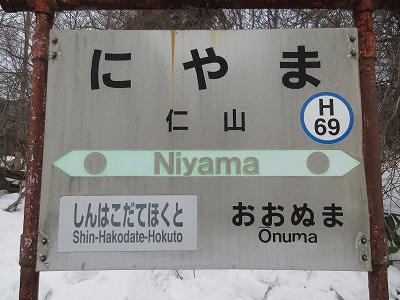 にやま
仁山
H
69
Niyama
しんはこだてほくと
Shin-Hakodate-Hokuto
おおぬま
Ōnuma